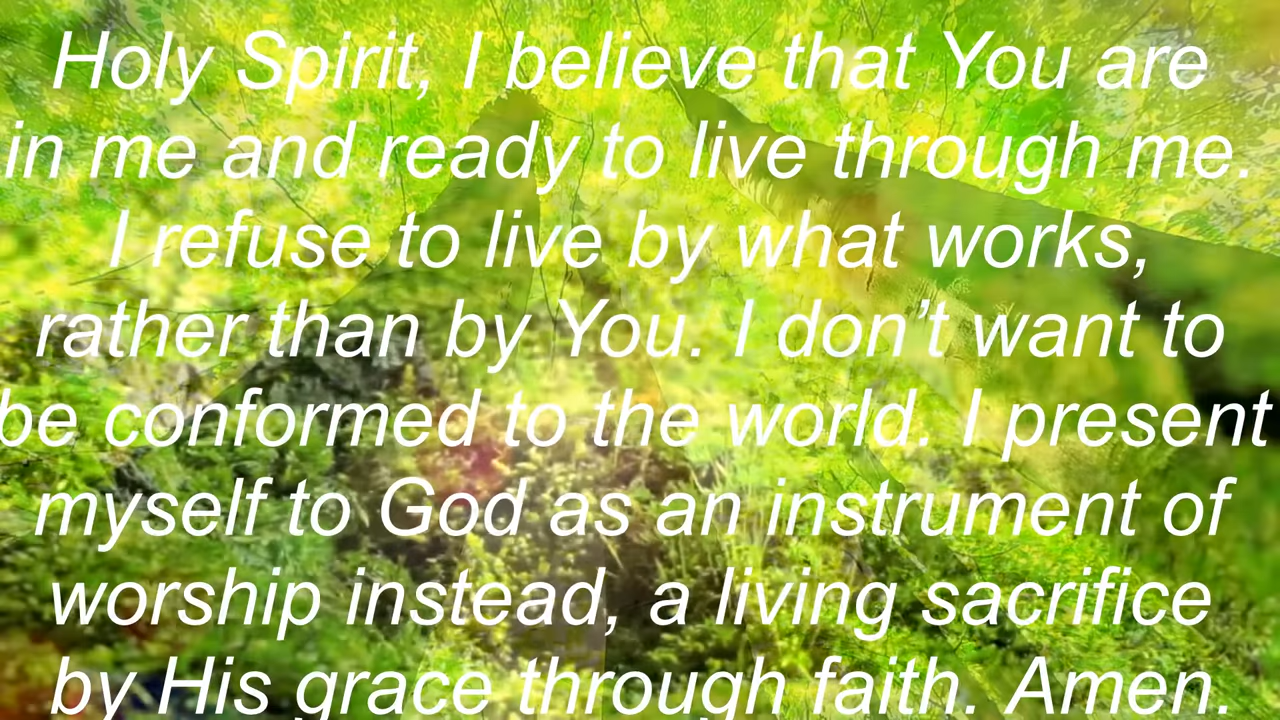 Holy Spirit, I believe that You are
in me and ready to live through me.
I refuse to live by what works,
rather than by You. I don’t want to
be conformed to the world. I present
myself to God as an instrument of
worship instead, a living sacrifice
by His grace through faith. Amen.